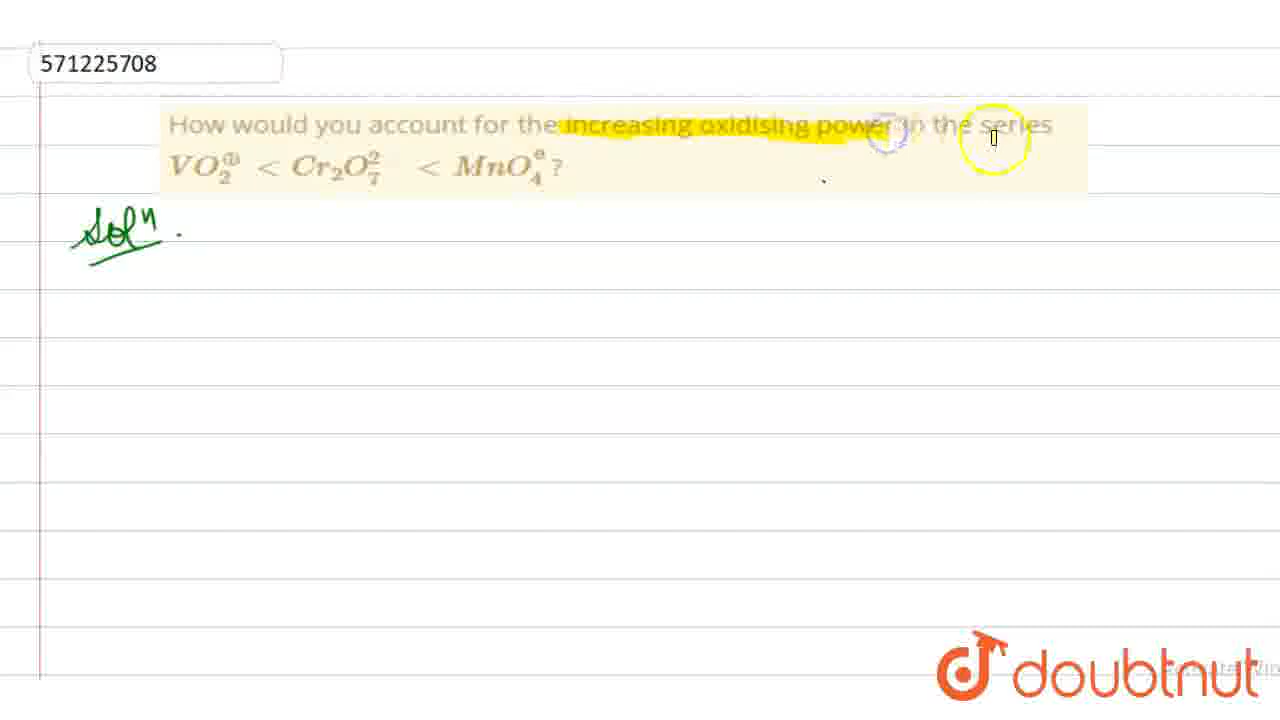 571225708
How would you account for the increasing oxidising power in the series
VO₂^⊕ < Cr₂O₇² < MnO₄^e ?
Solⁿ.
doubtnut